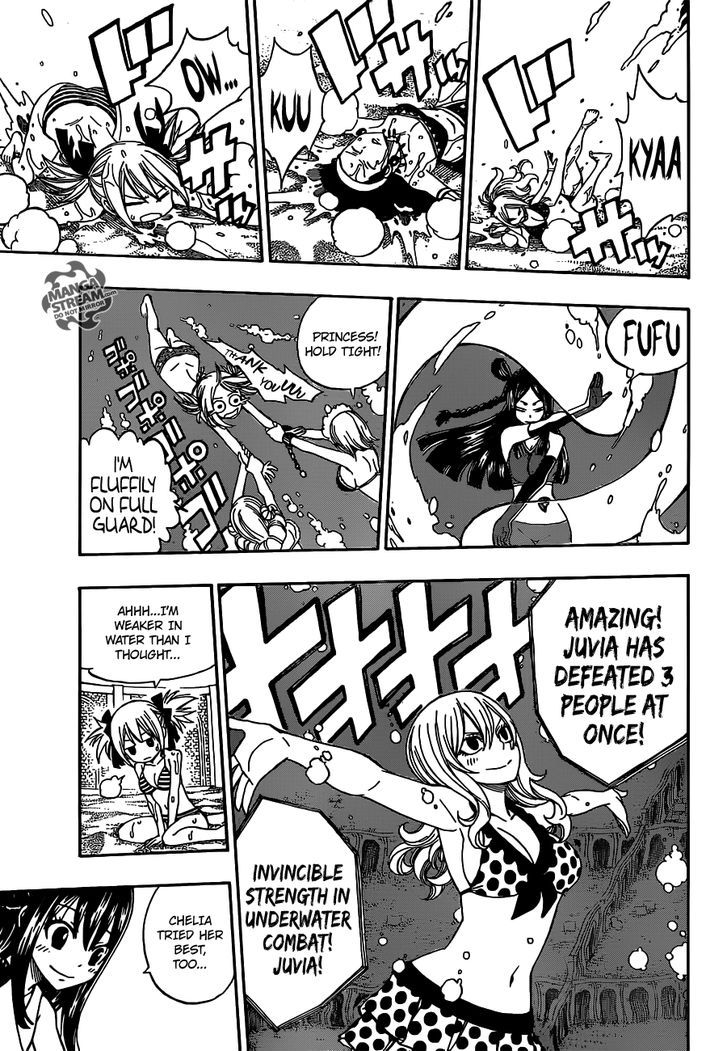 KYAA
KUU
OW...
MANGA
STREAM.com
DO NOT MIRROR!
FUFU
PRINCESS!
HOLD TIGHT!
THANK
YOUUU
I'M
FLUFFILY
ON FULL
GUARD!
AMAZING!
JUVIA HAS
DEFEATED 3
PEOPLE AT
ONCE!
INVINCIBLE
STRENGTH IN
UNDERWATER
COMBAT!
JUVIA!
AHHH...I'M
WEAKER IN
WATER THAN I
THOUGHT...
CHELIA
TRIED HER
BEST,
TOO...